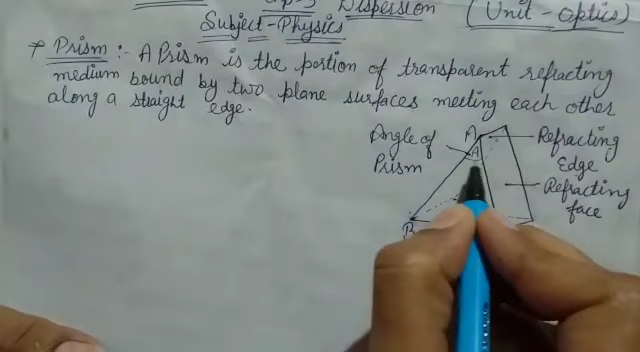 Dispersion (Unit-Optics)
Subject-Physics
* Prism :- A Prism is the portion of transparent refracting
medium bound by two plane surfaces meeting each other
along a straight edge.
Angle of
Prism
A
A
Refracting
Edge
Refracting
face
B